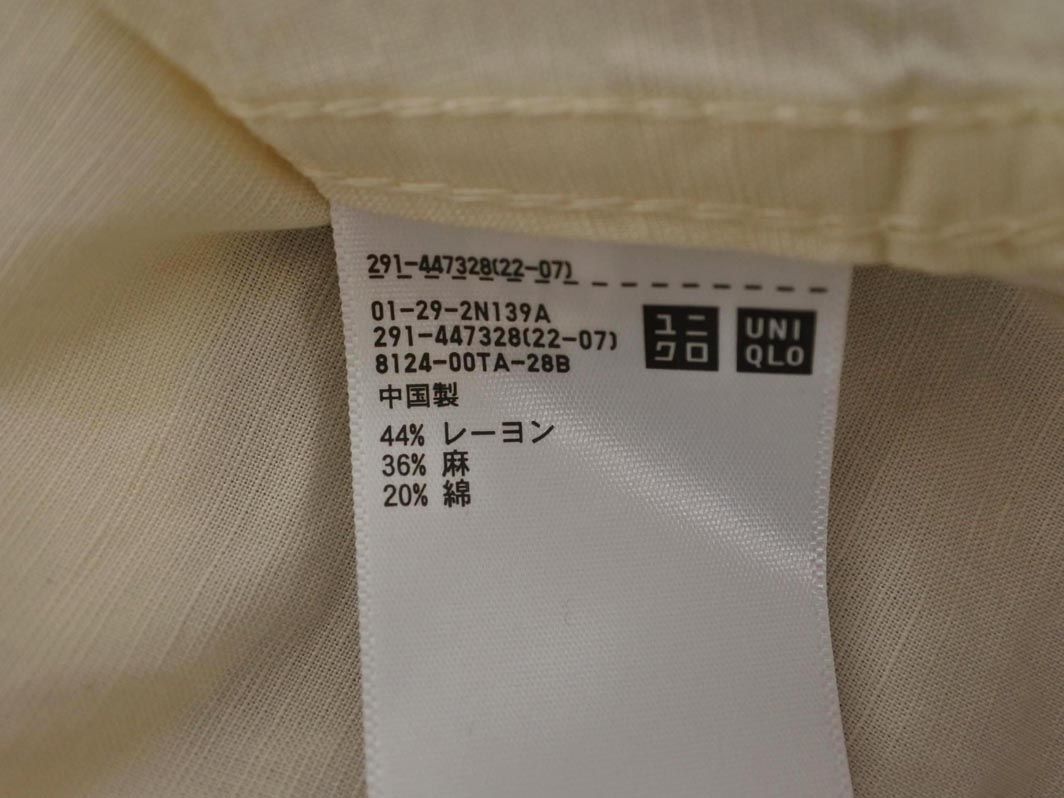 291-447328(22-07)
01-29-2N139A
291-447328(22-07)
8124-00TA-28B
中国製
44% レーヨン
36% 麻
20% 綿
ユニ
クロ
UNI
QLO